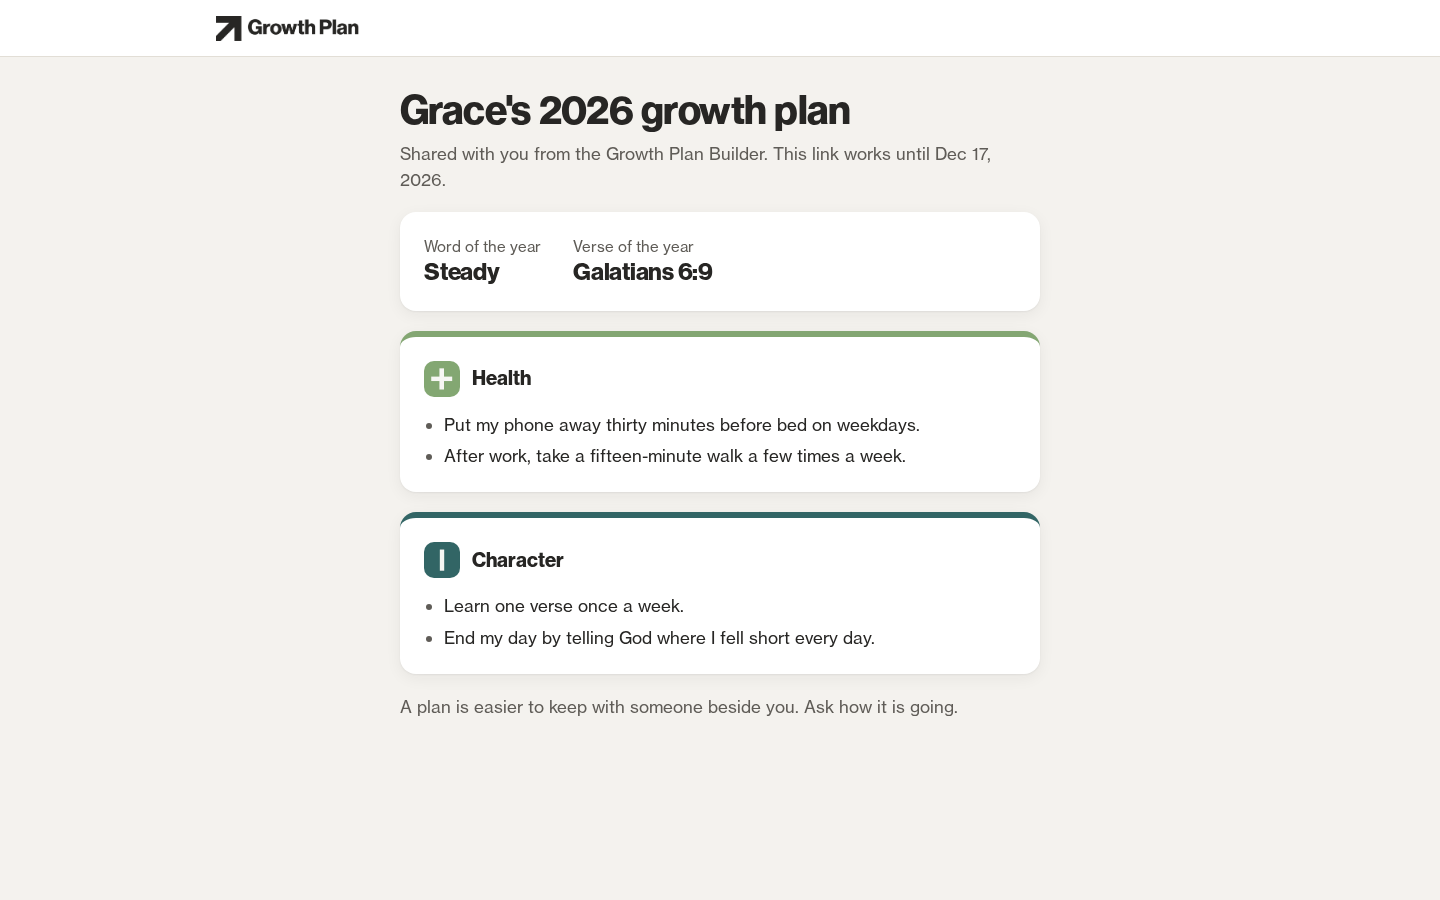 Growth Plan
Grace's 2026 growth plan
Shared with you from the Growth Plan Builder. This link works until Dec 17,
2026.
Word of the year
Steady
Verse of the year
Galatians 6:9
Health
Put my phone away thirty minutes before bed on weekdays.
After work, take a fifteen-minute walk a few times a week.
Character
Learn one verse once a week.
End my day by telling God where I fell short every day.
A plan is easier to keep with someone beside you. Ask how it is going.